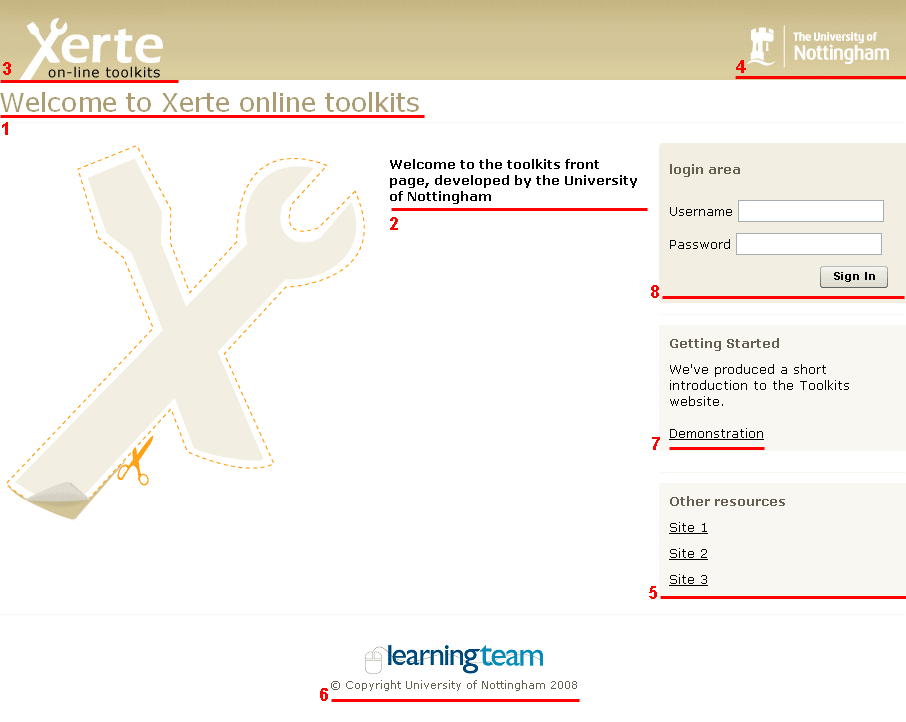 Xerte
on-line toolkits
3
The University of
Nottingham
4
Welcome to Xerte online toolkits
1
Welcome to the toolkits front
page, developed by the University
of Nottingham
2
login area
Username
Password
Sign In
8
Getting Started
We've produced a short
introduction to the Toolkits
website.
Demonstration
7
Other resources
Site 1
Site 2
Site 3
5
learningteam
© Copyright University of Nottingham 2008
6